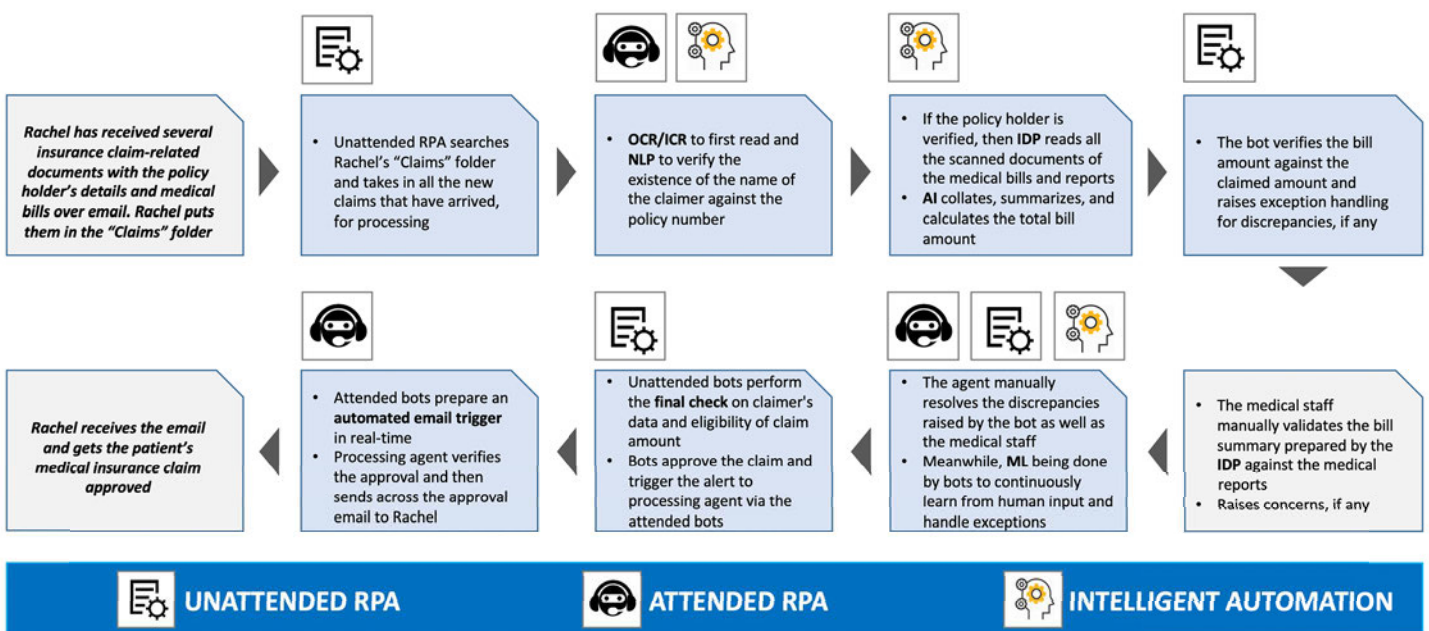 Rachel has received several
insurance claim-related
documents with the policy
holder's details and medical
bills over email. Rachel puts
them in the "Claims" folder
• Unattended RPA searches
Rachel's "Claims" folder
and takes in all the new
claims that have arrived,
for processing
• OCR/ICR to first read and
NLP to verify the
existence of the name of
the claimer against the
policy number
• If the policy holder is
verified, then IDP reads all
the scanned documents of
the medical bills and reports
• AI collates, summarizes, and
calculates the total bill
amount
• The bot verifies the bill
amount against the
claimed amount and
raises exception handling
for discrepancies, if any
• The medical staff
manually validates the bill
summary prepared by the
IDP against the medical
reports
• Raises concerns, if any
• The agent manually
resolves the discrepancies
raised by the bot as well as
the medical staff
• Meanwhile, ML being done
by bots to continuously
learn from human input and
handle exceptions
• Unattended bots perform
the final check on claimer's
data and eligibility of claim
amount
• Bots approve the claim and
trigger the alert to
processing agent via the
attended bots
• Attended bots prepare an
automated email trigger
in real-time
• Processing agent verifies
the approval and then
sends across the approval
email to Rachel
Rachel receives the email
and gets the patient's
medical insurance claim
approved
UNATTENDED RPA
ATTENDED RPA
INTELLIGENT AUTOMATION